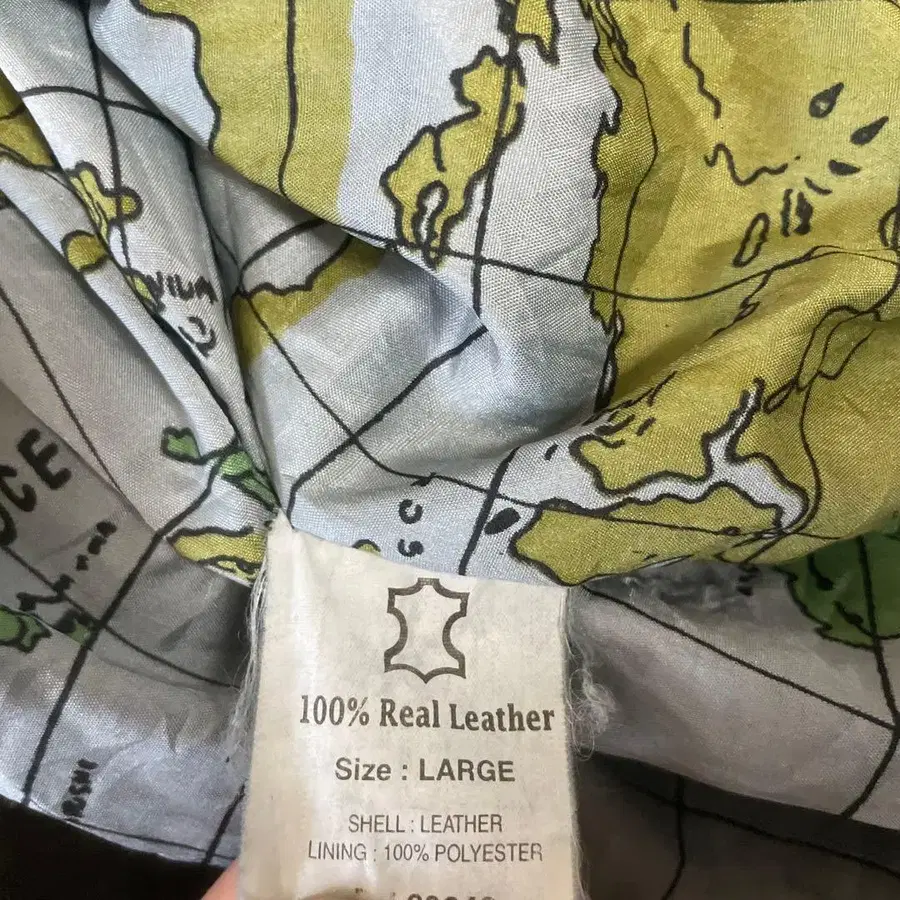 100% Real Leather
Size : LARGE
SHELL : LEATHER
LINING : 100% POLYESTER